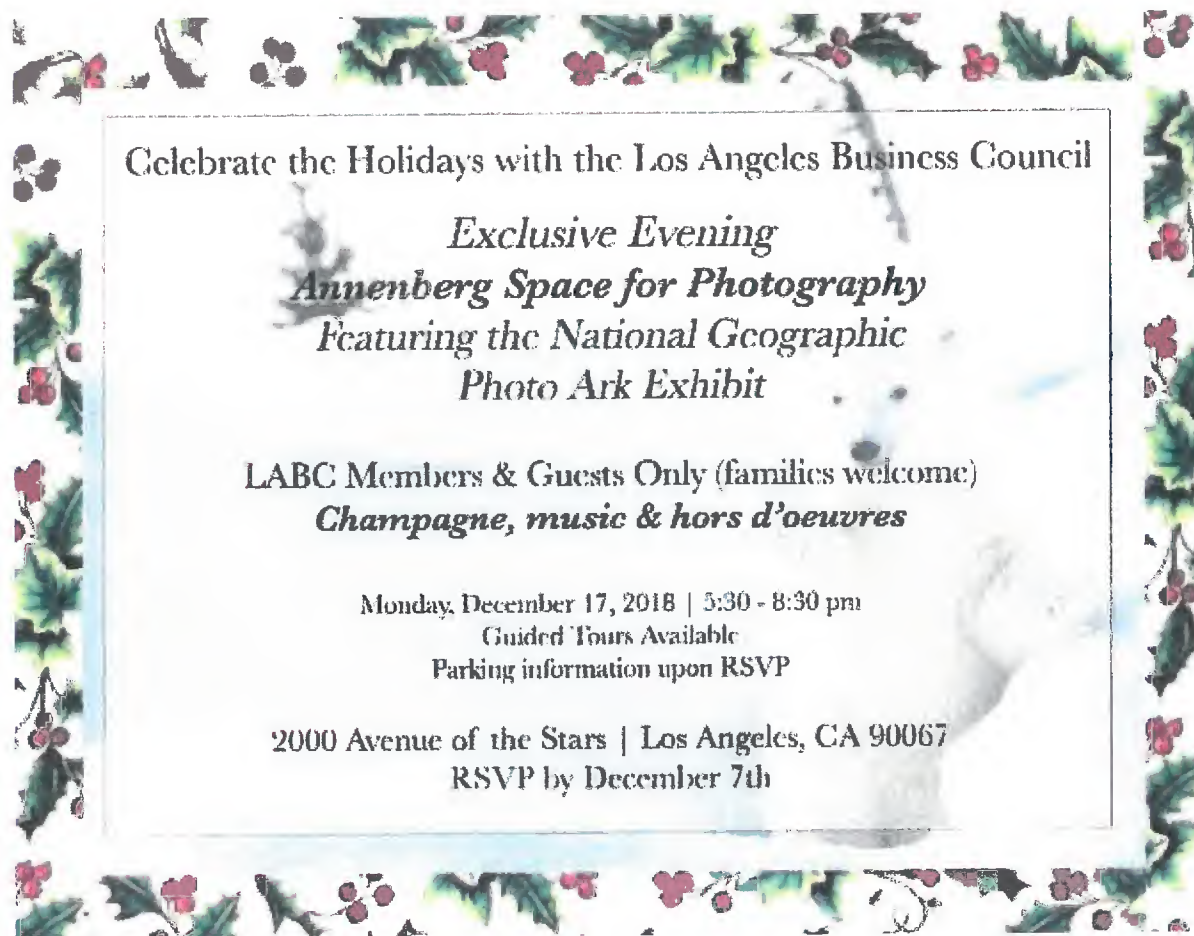 Celebrate the Holidays with the Los Angeles Business Council
Exclusive Evening
Annenberg Space for Photography
Featuring the National Geographic
Photo Ark Exhibit
LABC Members & Guests Only (families welcome)
Champagne, music & hors d'oeuvres
Monday, December 17, 2018 | 5:30 - 8:30 pm
Guided Tours Available
Parking information upon RSVP
2000 Avenue of the Stars | Los Angeles, CA 90067
RSVP by December 7th